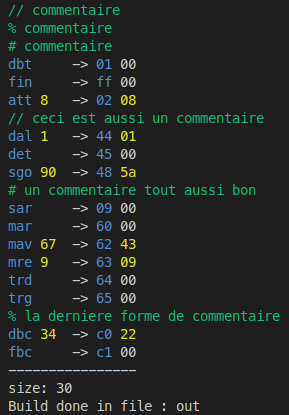 // commentaire
% commentaire
# commentaire
dbt     —> 01 00
fin     —> ff 00
att 8   —> 02 08
// ceci est aussi un commentaire
dal 1   —> 44 01
det     —> 45 00
sgo 90  —> 48 5a
# un commentaire tout aussi bon
sar     —> 09 00
mar     —> 60 00
mav 67  —> 62 43
mre 9   —> 63 09
trd     —> 64 00
trg     —> 65 00
% la derniere forme de commentaire
dbc 34  —> c0 22
fbc     —> c1 00
----------------
size: 30
Build done in file : out